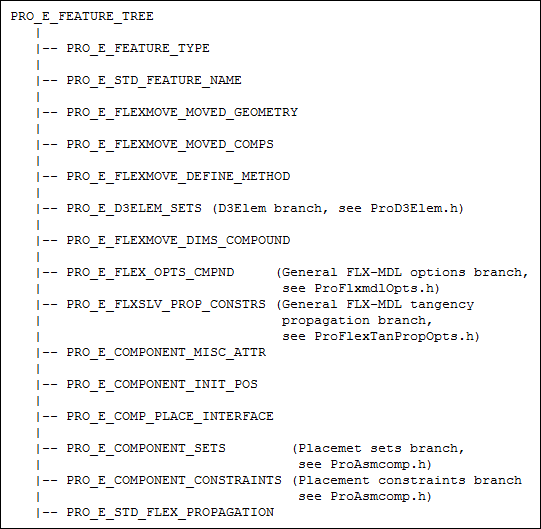 PRO_E_FEATURE_TREE
|
|-- PRO_E_FEATURE_TYPE
|
|-- PRO_E_STD_FEATURE_NAME
|
|-- PRO_E_FLEXMOVE_MOVED_GEOMETRY
|
|-- PRO_E_FLEXMOVE_MOVED_COMPS
|
|-- PRO_E_FLEXMOVE_DEFINE_METHOD
|
|-- PRO_E_D3ELEM_SETS (D3Elem branch, see ProD3Elem.h)
|
|-- PRO_E_FLEXMOVE_DIMS_COMPOUND
|
|-- PRO_E_FLEX_OPTS_CMPND (General FLX-MDL options branch,
| see ProFlxmdlOpts.h)
|-- PRO_E_FLXSLV_PROP_CONSTRS (General FLX-MDL tangency
| propagation branch,
| see ProFlexTanPropOpts.h)
|-- PRO_E_COMPONENT_MISC_ATTR
|
|-- PRO_E_COMPONENT_INIT_POS
|
|-- PRO_E_COMP_PLACE_INTERFACE
|
|-- PRO_E_COMPONENT_SETS (Placemet sets branch,
| see ProAsmcomp.h)
|-- PRO_E_COMPONENT_CONSTRAINTS (Placement constraints branch
| see ProAsmcomp.h)
|-- PRO_E_STD_FLEX_PROPAGATION